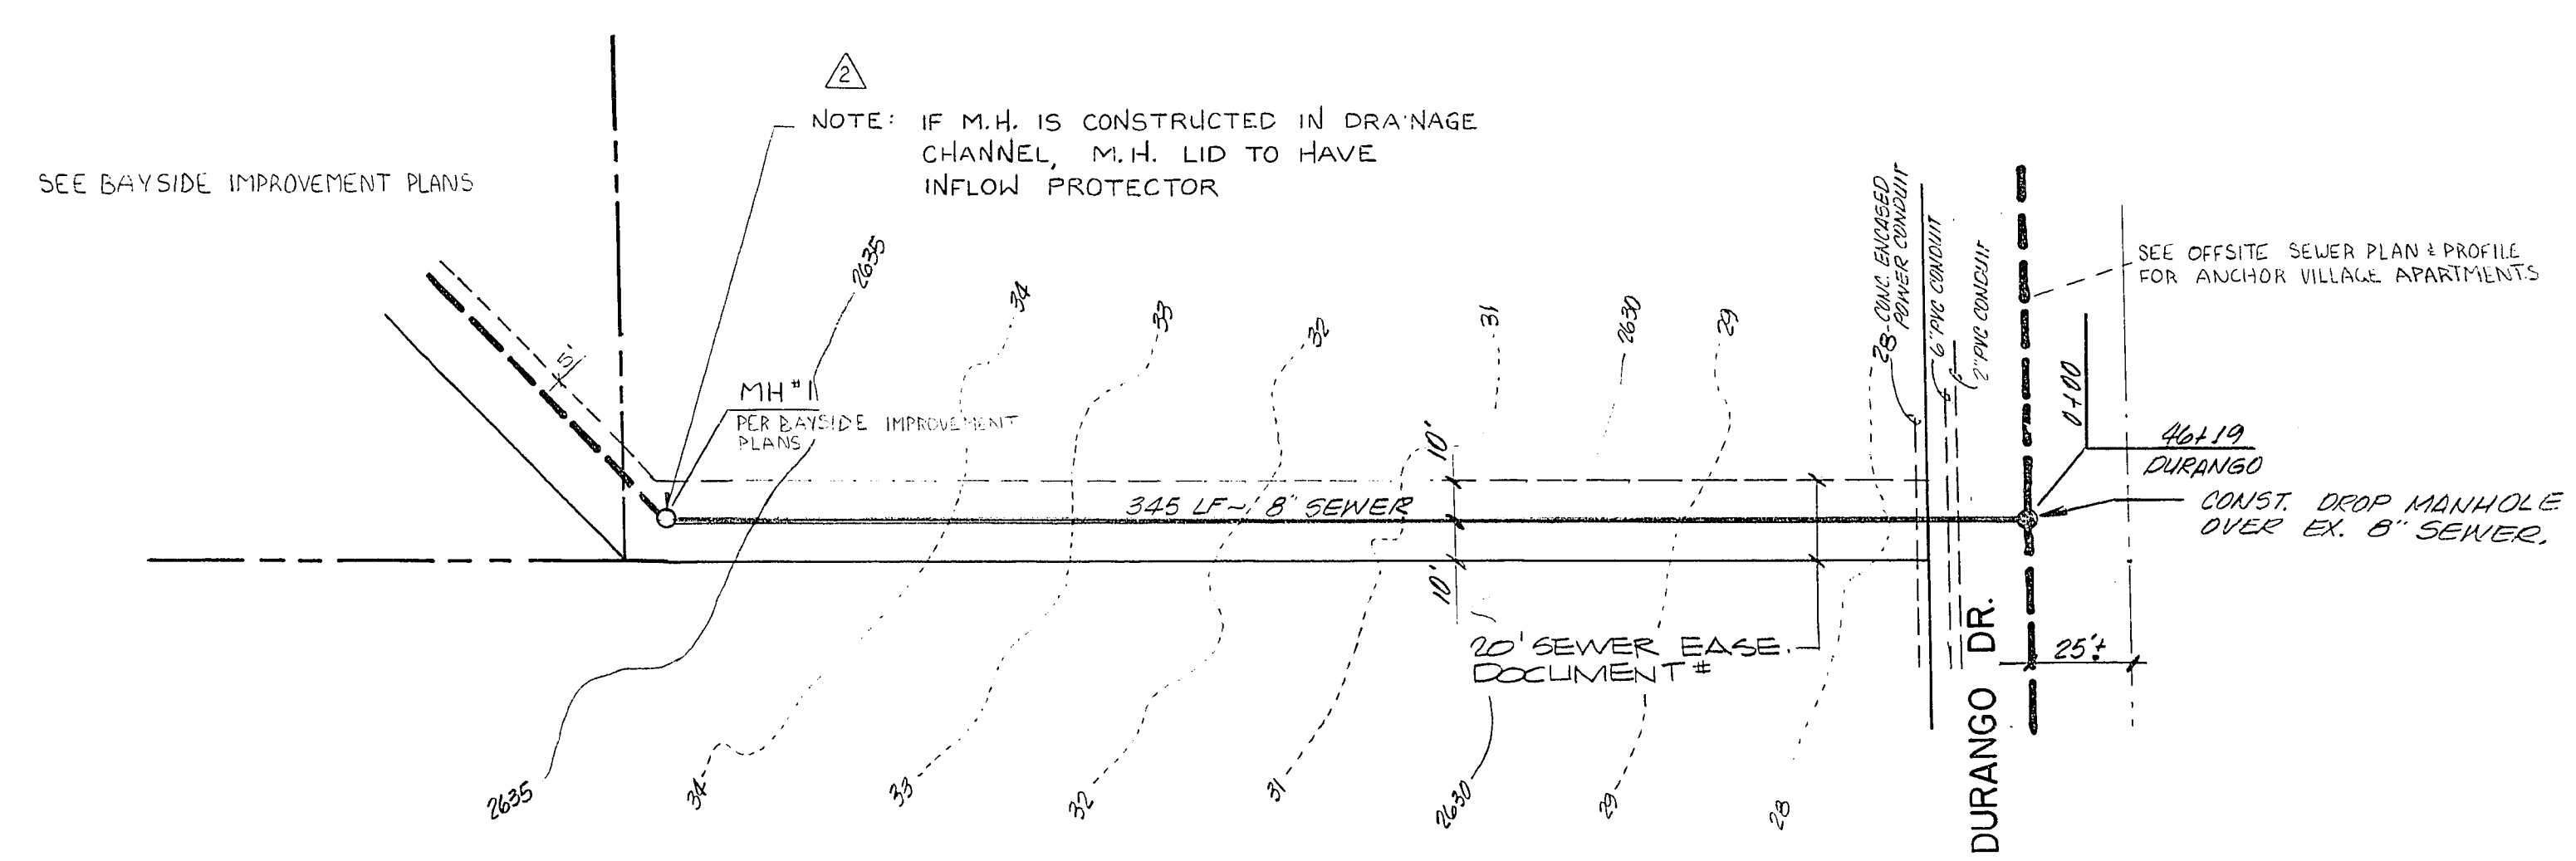 2
NOTE: IF M.H. IS CONSTRUCTED IN DRAINAGE
CHANNEL, M.H. LID TO HAVE
INFLOW PROTECTOR
SEE BAYSIDE IMPROVEMENT PLANS
28-CONC. ENCASED
POWER CONDUIT
6" PVC CONDUIT
2" PVC CONDUIT
SEE OFFSITE SEWER PLAN & PROFILE
FOR ANCHOR VILLAGE APARTMENTS
2635
34
33
32
31
2630
29
15'
MH #1
PER BAYSIDE IMPROVEMENT
PLANS
0+00
46+19
DURANGO
10'
345 LF~ 8" SEWER
CONST. DROP MANHOLE
OVER EX. 8" SEWER.
10'
20' SEWER EASE.
DOCUMENT #
25'±
DURANGO DR.
2635
34
33
32
31
2630
29
28